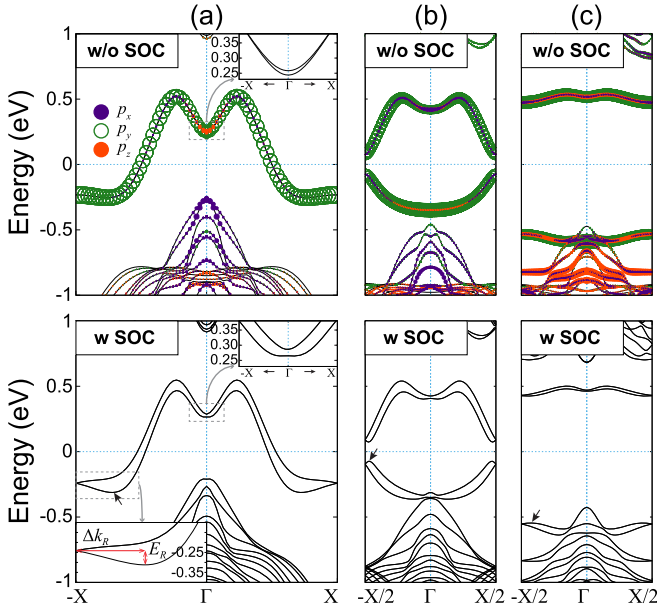 (a)
(b)
(c)
w/o SOC
w/o SOC
w/o SOC
Energy (eV)
1
0.5
0
-0.5
-1
p_x
p_y
p_z
0.35
0.30
0.25
-X ← Γ → X
w SOC
w SOC
w SOC
Energy (eV)
1
0.5
0
-0.5
-1
0.35
0.30
0.25
-X ← Γ → X
Δk_R
E_R
-0.25
-0.35
-X Γ X
-X/2 Γ X/2
-X/2 Γ X/2